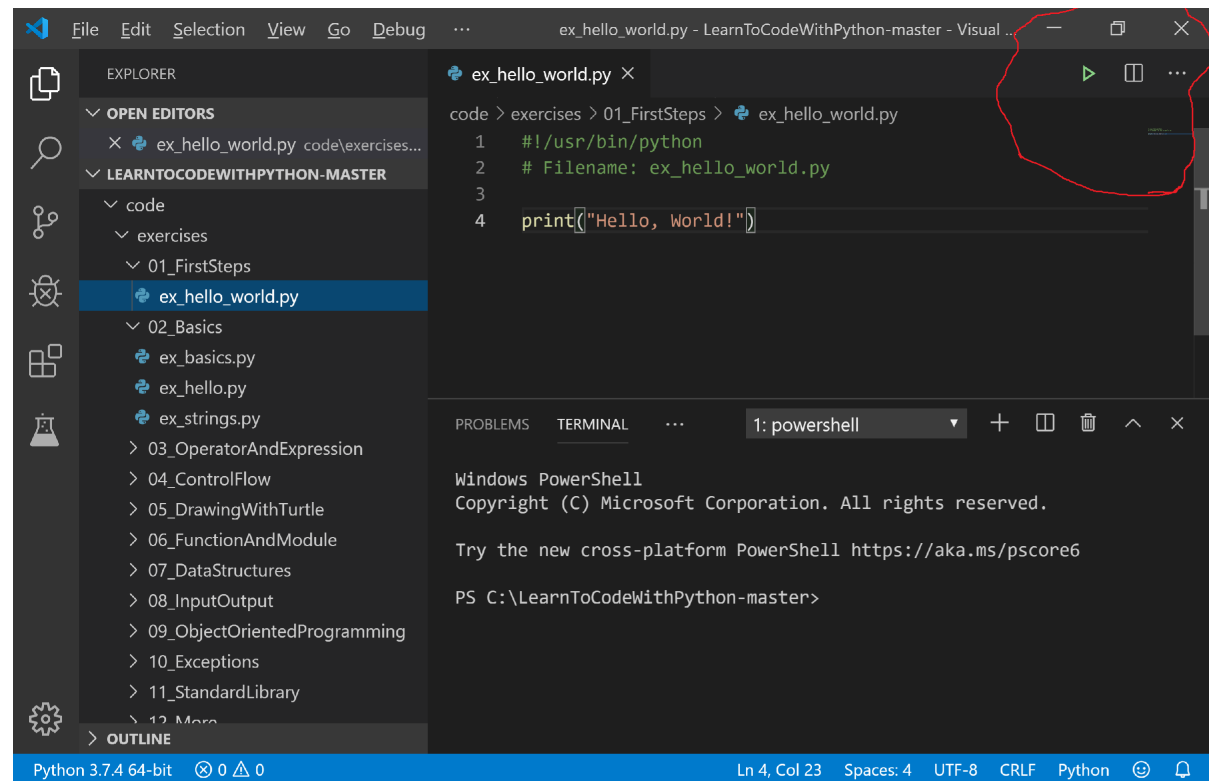 File Edit Selection View Go Debug ... ex_hello_world.py - LearnToCodeWithPython-master - Visual ...
EXPLORER
OPEN EDITORS
ex_hello_world.py code\exercises...
LEARNTOCODEWITHPYTHON-MASTER
code
exercises
01_FirstSteps
ex_hello_world.py
02_Basics
ex_basics.py
ex_hello.py
ex_strings.py
03_OperatorAndExpression
04_ControlFlow
05_DrawingWithTurtle
06_FunctionAndModule
07_DataStructures
08_InputOutput
09_ObjectOrientedProgramming
10_Exceptions
11_StandardLibrary
12_More
OUTLINE
ex_hello_world.py
code > exercises > 01_FirstSteps > ex_hello_world.py
1 #!/usr/bin/python
2 # Filename: ex_hello_world.py
3
4 print("Hello, World!")
PROBLEMS TERMINAL ... 1: powershell
Windows PowerShell
Copyright (C) Microsoft Corporation. All rights reserved.
Try the new cross-platform PowerShell https://aka.ms/pscore6
PS C:\LearnToCodeWithPython-master>
Python 3.7.4 64-bit 0 0 Ln 4, Col 23 Spaces: 4 UTF-8 CRLF Python